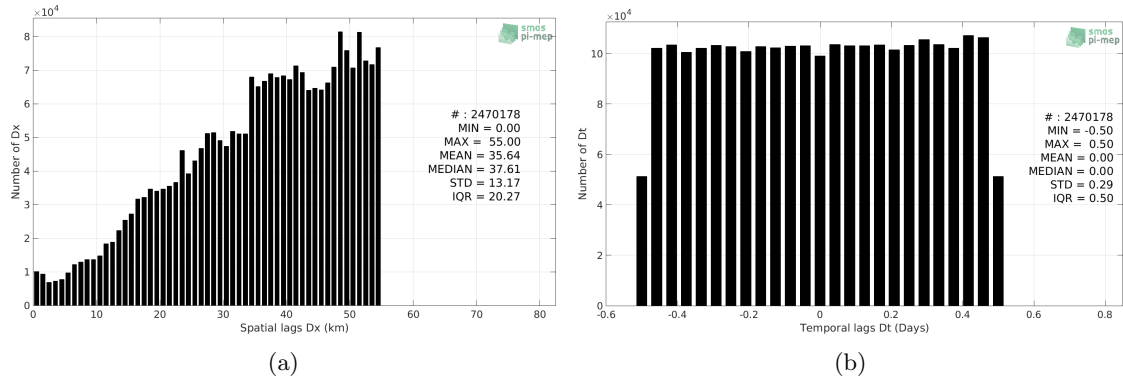 ×10⁴
9
8
7
6
5
4
3
2
1
0
Number of Dx
smos
pi-mep
# : 2470178
MIN = 0.00
MAX = 55.00
MEAN = 35.64
MEDIAN = 37.61
STD = 13.17
IQR = 20.27
0 10 20 30 40 50 60 70 80
Spatial lags Dx (km)
(a)
×10⁴
10
8
6
4
2
0
Number of Dt
smos
pi-mep
# : 2470178
MIN = -0.50
MAX = 0.50
MEAN = 0.00
MEDIAN = 0.00
STD = 0.29
IQR = 0.50
-0.6 -0.4 -0.2 0 0.2 0.4 0.6 0.8
Temporal lags Dt (Days)
(b)